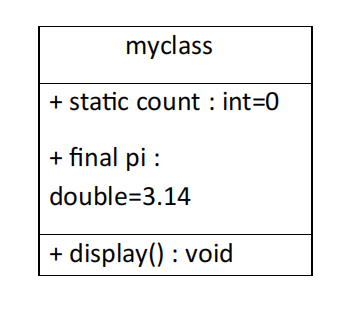 myclass
+ static count : int=0
+ final pi :
double=3.14
+ display() : void